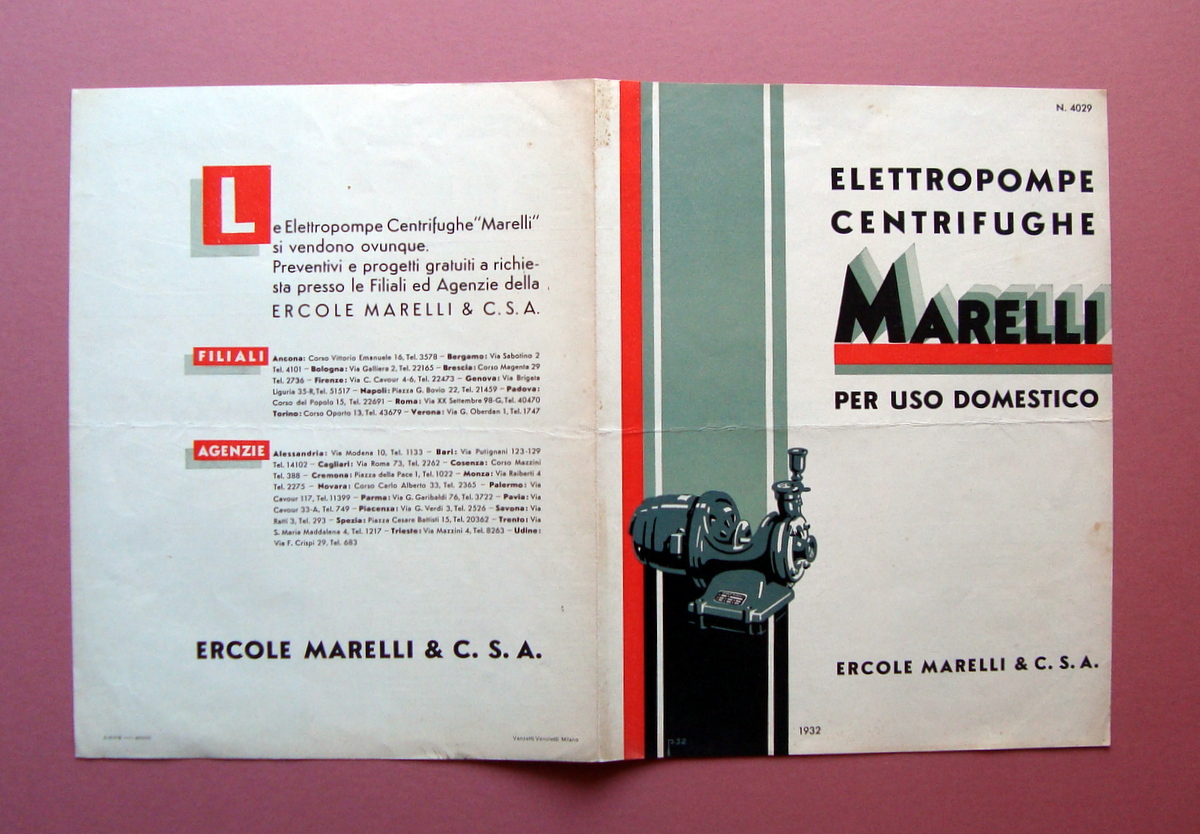 Le Elettropompe Centrifughe "Marelli"
si vendono ovunque.
Preventivi e progetti gratuiti a richie-
sta presso le Filiali ed Agenzie della
ERCOLE MARELLI & C. S. A.
FILIALI
Ancona: Corso Vittorio Emanuele 16, Tel. 3578 – Bergamo: Via Sabotino 2
Tel. 4101 – Bologna: Via Galliera 2, Tel. 22165 – Brescia: Corso Magenta 29
Tel. 2736 – Firenze: Via C. Cavour 4-6, Tel. 22473 – Genova: Via Brigata
Liguria 35-R, Tel. 51517 – Napoli: Piazza G. Bovio 22, Tel. 21459 – Padova:
Corso del Popolo 15, Tel. 22691 – Roma: Via XX Settembre 98-G, Tel. 40470
Torino: Corso Oporto 13, Tel. 43679 – Verona: Via G. Oberdan 1, Tel. 1747
AGENZIE
Alessandria: Via Modena 10, Tel. 1133 – Bari: Via Putignani 123-129
Tel. 14102 – Cagliari: Via Roma 73, Tel. 2262 – Cosenza: Corso Mazzini
Tel. 388 – Cremona: Piazza della Pace 1, Tel. 1022 – Monza: Via Raiberti 4
Tel. 2275 – Novara: Corso Carlo Alberto 33, Tel. 2365 – Palermo: Via
Cavour 117, Tel. 11399 – Parma: Via G. Garibaldi 76, Tel. 3722 – Pavia: Via
Cavour 33-A, Tel. 749 – Piacenza: Via G. Verdi 3, Tel. 2526 – Savona: Via
Ratti 3, Tel. 293 – Spezia: Piazza Cesare Battisti 15, Tel. 20362 – Trento: Via
S. Maria Maddalena 4, Tel. 1217 – Trieste: Via Mazzini 4, Tel. 8263 – Udine:
Via F. Crispi 29, Tel. 683
ERCOLE MARELLI & C. S. A.
Vanzetti Vanoletti Milano
N. 4029
ELETTROPOMPE
CENTRIFUGHE
MARELLI
PER USO DOMESTICO
ERCOLE MARELLI & C. S. A.
1932